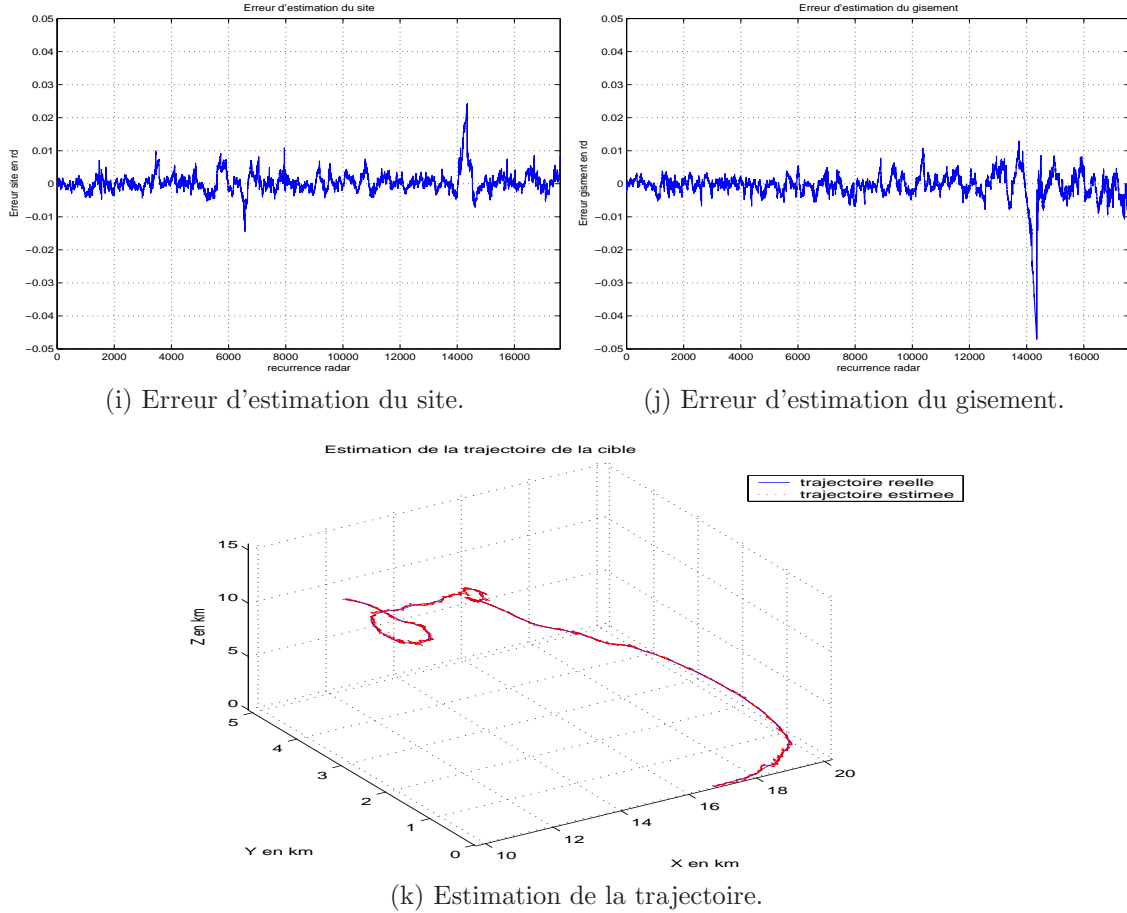 Erreur d'estimation du site
0.05
0.04
0.03
0.02
0.01
0
−0.01
−0.02
−0.03
−0.04
−0.05
Erreur site en rd
0 2000 4000 6000 8000 10000 12000 14000 16000
recurrence radar
(i) Erreur d'estimation du site.
Erreur d'estimation du gisement
0.05
0.04
0.03
0.02
0.01
0
−0.01
−0.02
−0.03
−0.04
−0.05
Erreur gisment en rd
0 2000 4000 6000 8000 10000 12000 14000 16000
recurrence radar
(j) Erreur d'estimation du gisement.
Estimation de la trajectoire de la cible
trajectoire reelle
trajectoire estimee
15
10
5
0
Z en km
5
4
3
2
1
0
Y en km
10
12
14
16
18
20
X en km
(k) Estimation de la trajectoire.